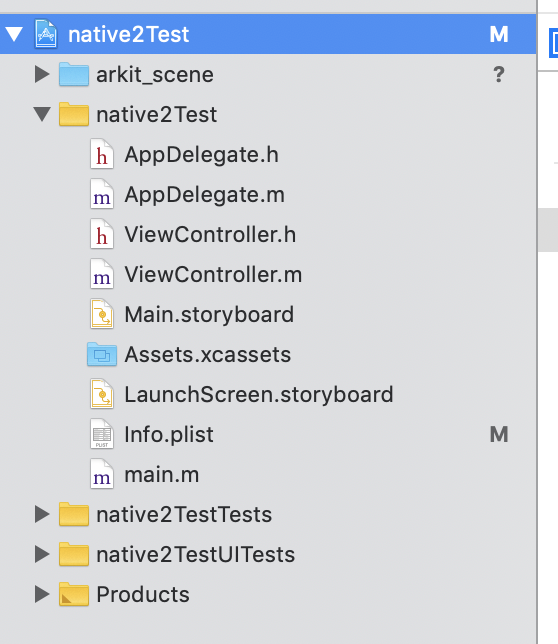 native2Test M
arkit_scene ?
native2Test
h AppDelegate.h
m AppDelegate.m
h ViewController.h
m ViewController.m
Main.storyboard
Assets.xcassets
LaunchScreen.storyboard
PLIST Info.plist M
m main.m
native2TestTests
native2TestUITests
Products